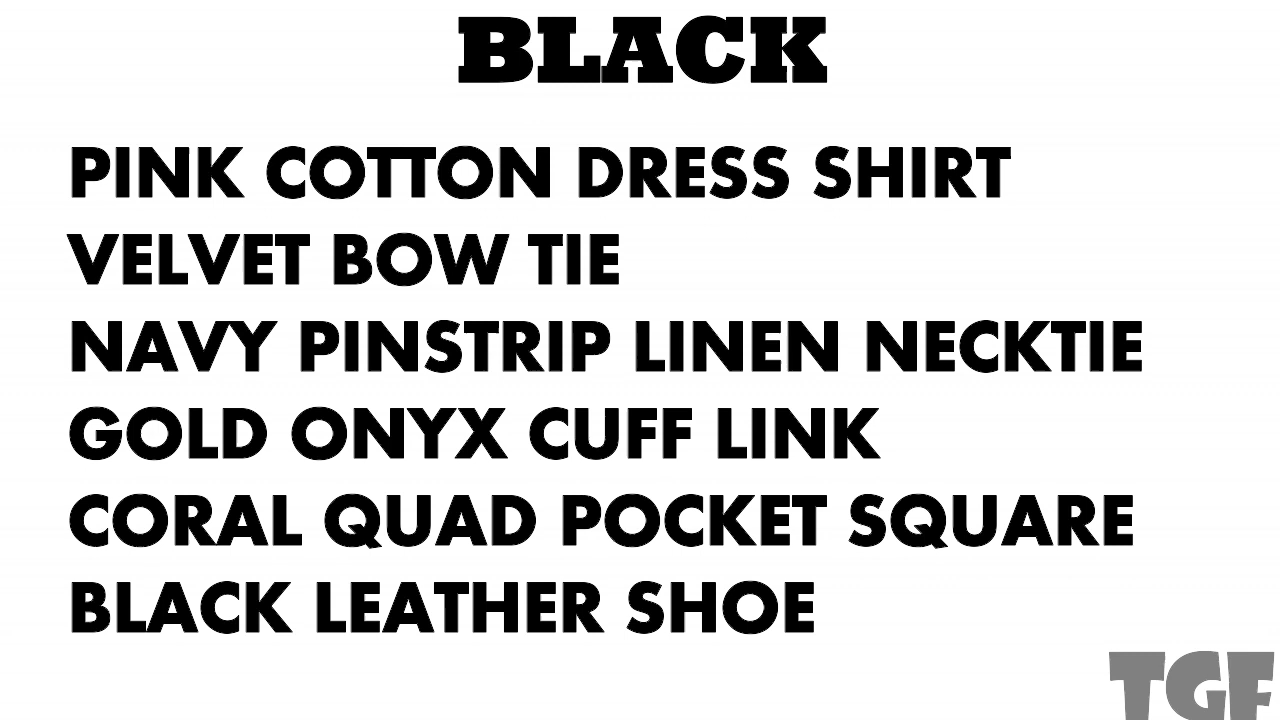 BLACK
PINK COTTON DRESS SHIRT
VELVET BOW TIE
NAVY PINSTRIP LINEN NECKTIE
GOLD ONYX CUFF LINK
CORAL QUAD POCKET SQUARE
BLACK LEATHER SHOE
TGF